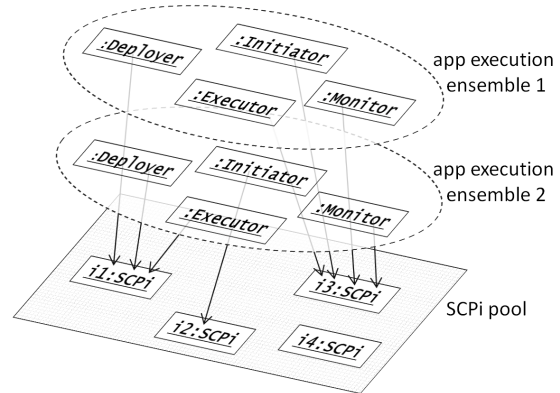 :Deployer
:Initiator
app execution
ensemble 1
:Executor
:Monitor
:Deployer
:Initiator
app execution
ensemble 2
:Executor
:Monitor
i1:SCPi
i3:SCPi
SCPi pool
i2:SCPi
i4:SCPi